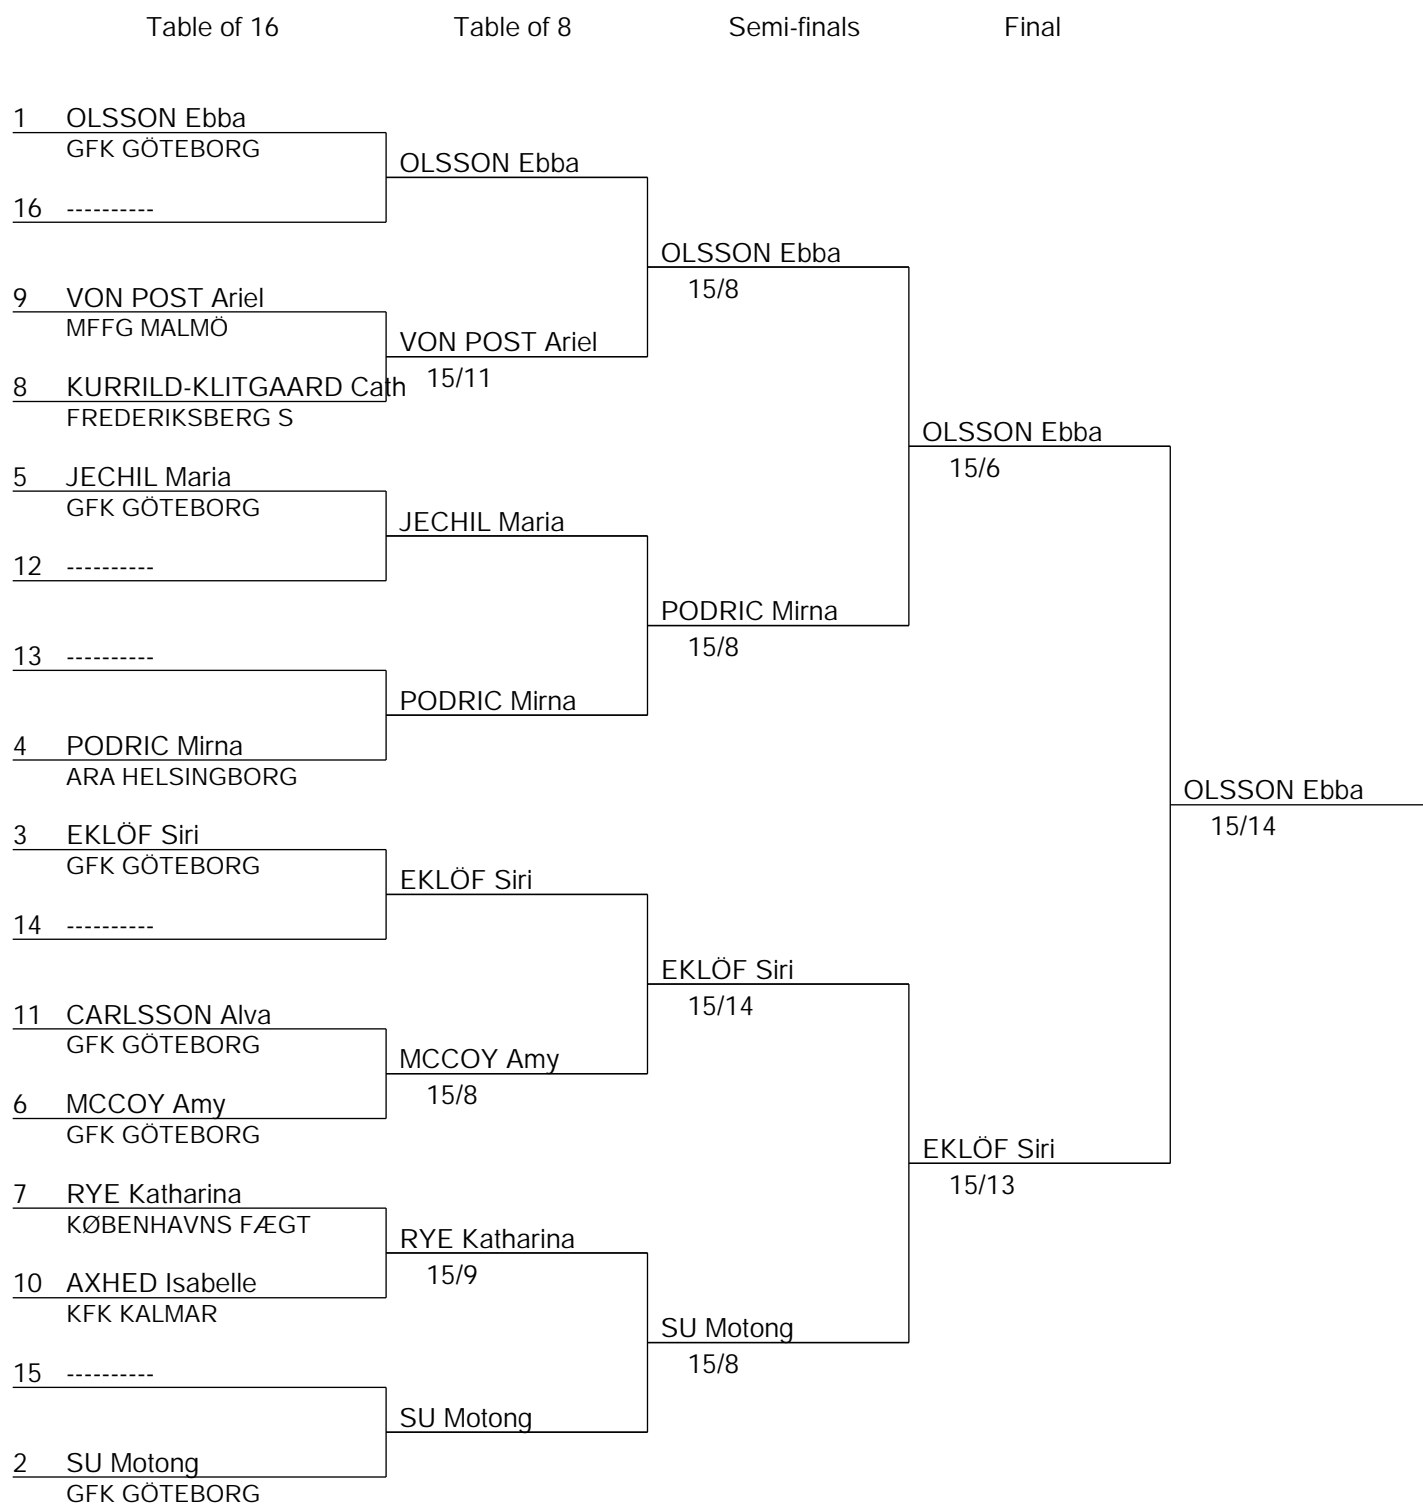 Table of 16 Table of 8 Semi-finals Final
1 OLSSON Ebba
GFK GÖTEBORG
OLSSON Ebba
16 ----------
OLSSON Ebba
15/8
9 VON POST Ariel
MFFG MALMÖ
VON POST Ariel
15/11
8 KURRILD-KLITGAARD Cath
FREDERIKSBERG S
OLSSON Ebba
15/6
5 JECHIL Maria
GFK GÖTEBORG
JECHIL Maria
12 ----------
PODRIC Mirna
15/8
13 ----------
PODRIC Mirna
4 PODRIC Mirna
ARA HELSINGBORG
OLSSON Ebba
15/14
3 EKLÖF Siri
GFK GÖTEBORG
EKLÖF Siri
14 ----------
EKLÖF Siri
15/14
11 CARLSSON Alva
GFK GÖTEBORG
MCCOY Amy
15/8
6 MCCOY Amy
GFK GÖTEBORG
EKLÖF Siri
15/13
7 RYE Katharina
KØBENHAVNS FÆGT
RYE Katharina
15/9
10 AXHED Isabelle
KFK KALMAR
SU Motong
15/8
15 ----------
SU Motong
2 SU Motong
GFK GÖTEBORG